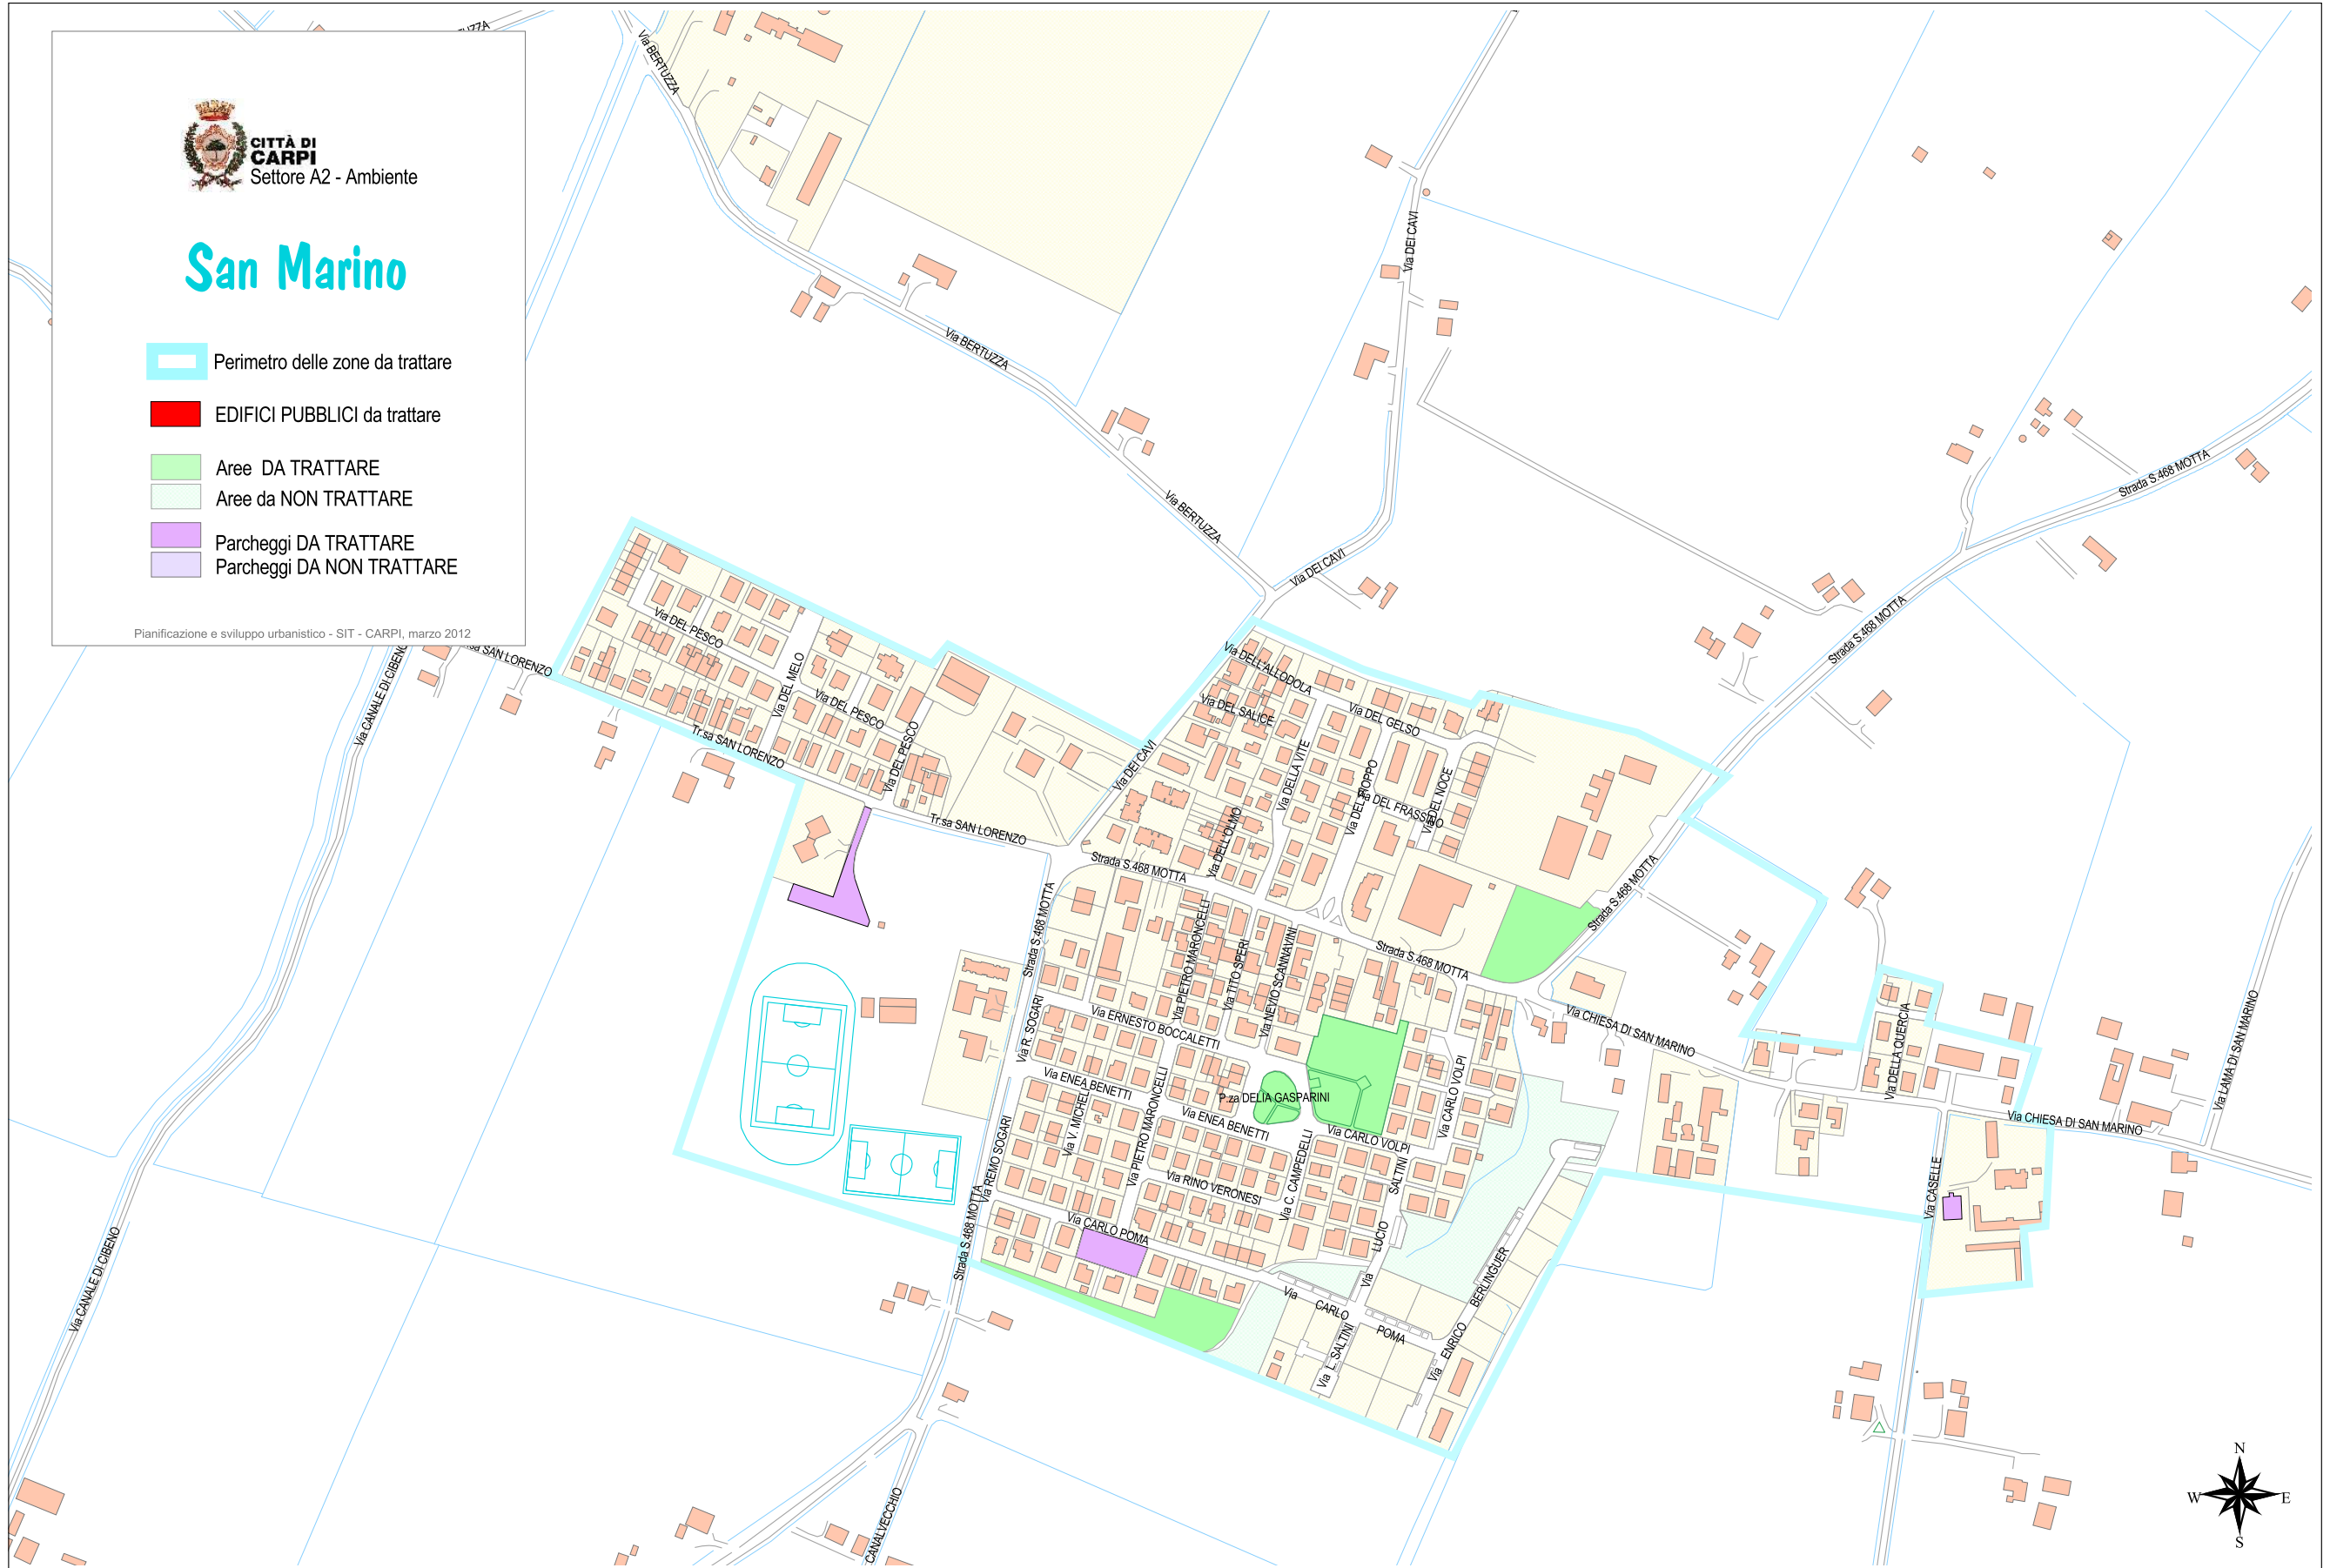 CITTÀ DI
CARPI
Settore A2 - Ambiente
San Marino
Perimetro delle zone da trattare
EDIFICI PUBBLICI da trattare
Aree DA TRATTARE
Aree da NON TRATTARE
Parcheggi DA TRATTARE
Parcheggi DA NON TRATTARE
Pianificazione e sviluppo urbanistico - SIT - CARPI, marzo 2012
Via BERTUZZA
Via BERTUZZA
Via BERTUZZA
Via DEI CAVI
Via DEI CAVI
Via DEI CAVI
Strada S.468 MOTTA
Strada S.468 MOTTA
Strada S.468 MOTTA
Via CANALE DI CIBENO
Via CANALE DI CIBENO
SAN LORENZO
Via DEL PESCO
Via DEL MELO
Via DEL PESCO
Via DEL PESCO
Tr.sa SAN LORENZO
Tr.sa SAN LORENZO
Via DELL'ALLODOLA
Via DEL SALICE
Via DEL GELSO
Via DELLA VITE
Via DEL PIOPPO
Via DEL FRASSINO
Via DEL NOCE
Via DELL'OLMO
Strada S.468 MOTTA
Strada S.468 MOTTA
Strada S.468 MOTTA
Via PIETRO MARONCELLI
Via TITO SPERI
Via NEVIO SCANNAVINI
Via R. SOGARI
Via ERNESTO BOCCALETTI
Via ENEA BENETTI
Via V. MICHELI
Via PIETRO MARONCELLI
Via ENEA BENETTI
P.za DELIA GASPARINI
Via CARLO VOLPI
Via CARLO VOLPI
Via REMO SOGARI
Via RINO VERONESI
Via C. CAMPEDELLI
Via LUCIO SALTINI
Via CARLO POMA
Strada S.468 MOTTA
Via CARLO POMA
Via L. SALTINI
Via ENRICO BERLINGUER
Via CHIESA DI SAN MARINO
Via DELLA QUERCIA
Via CHIESA DI SAN MARINO
Via LAMA DI SAN MARINO
Via CASELLE
CANALVECCHIO
N
W
E
S